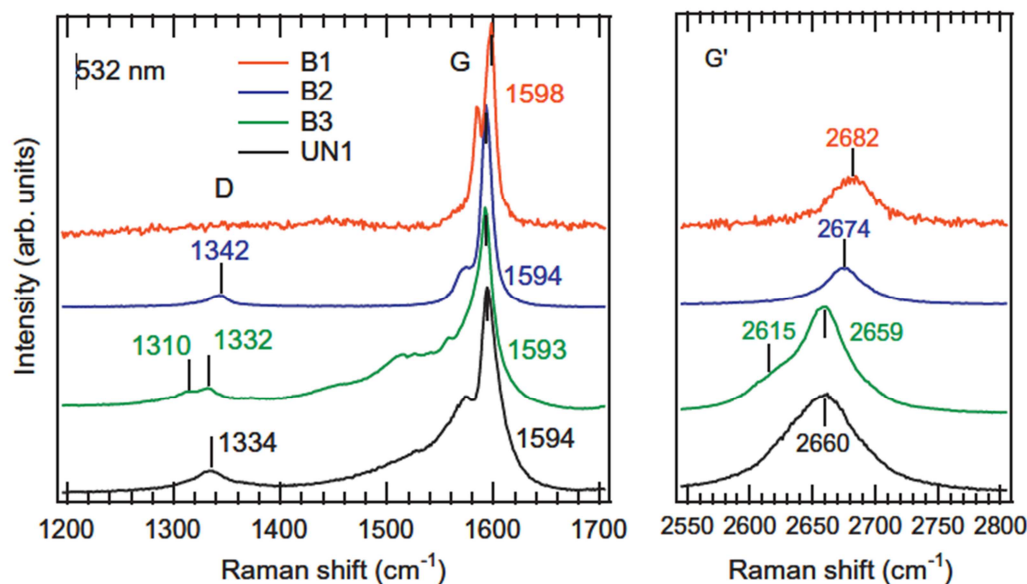 532 nm
B1
B2
B3
UN1
G
D
1598
1342
1594
1310
1332
1593
1334
1594
Intensity (arb. units)
1200 1300 1400 1500 1600 1700
Raman shift (cm-1)
G'
2682
2674
2615
2659
2660
2550 2600 2650 2700 2750 2800
Raman shift (cm-1)